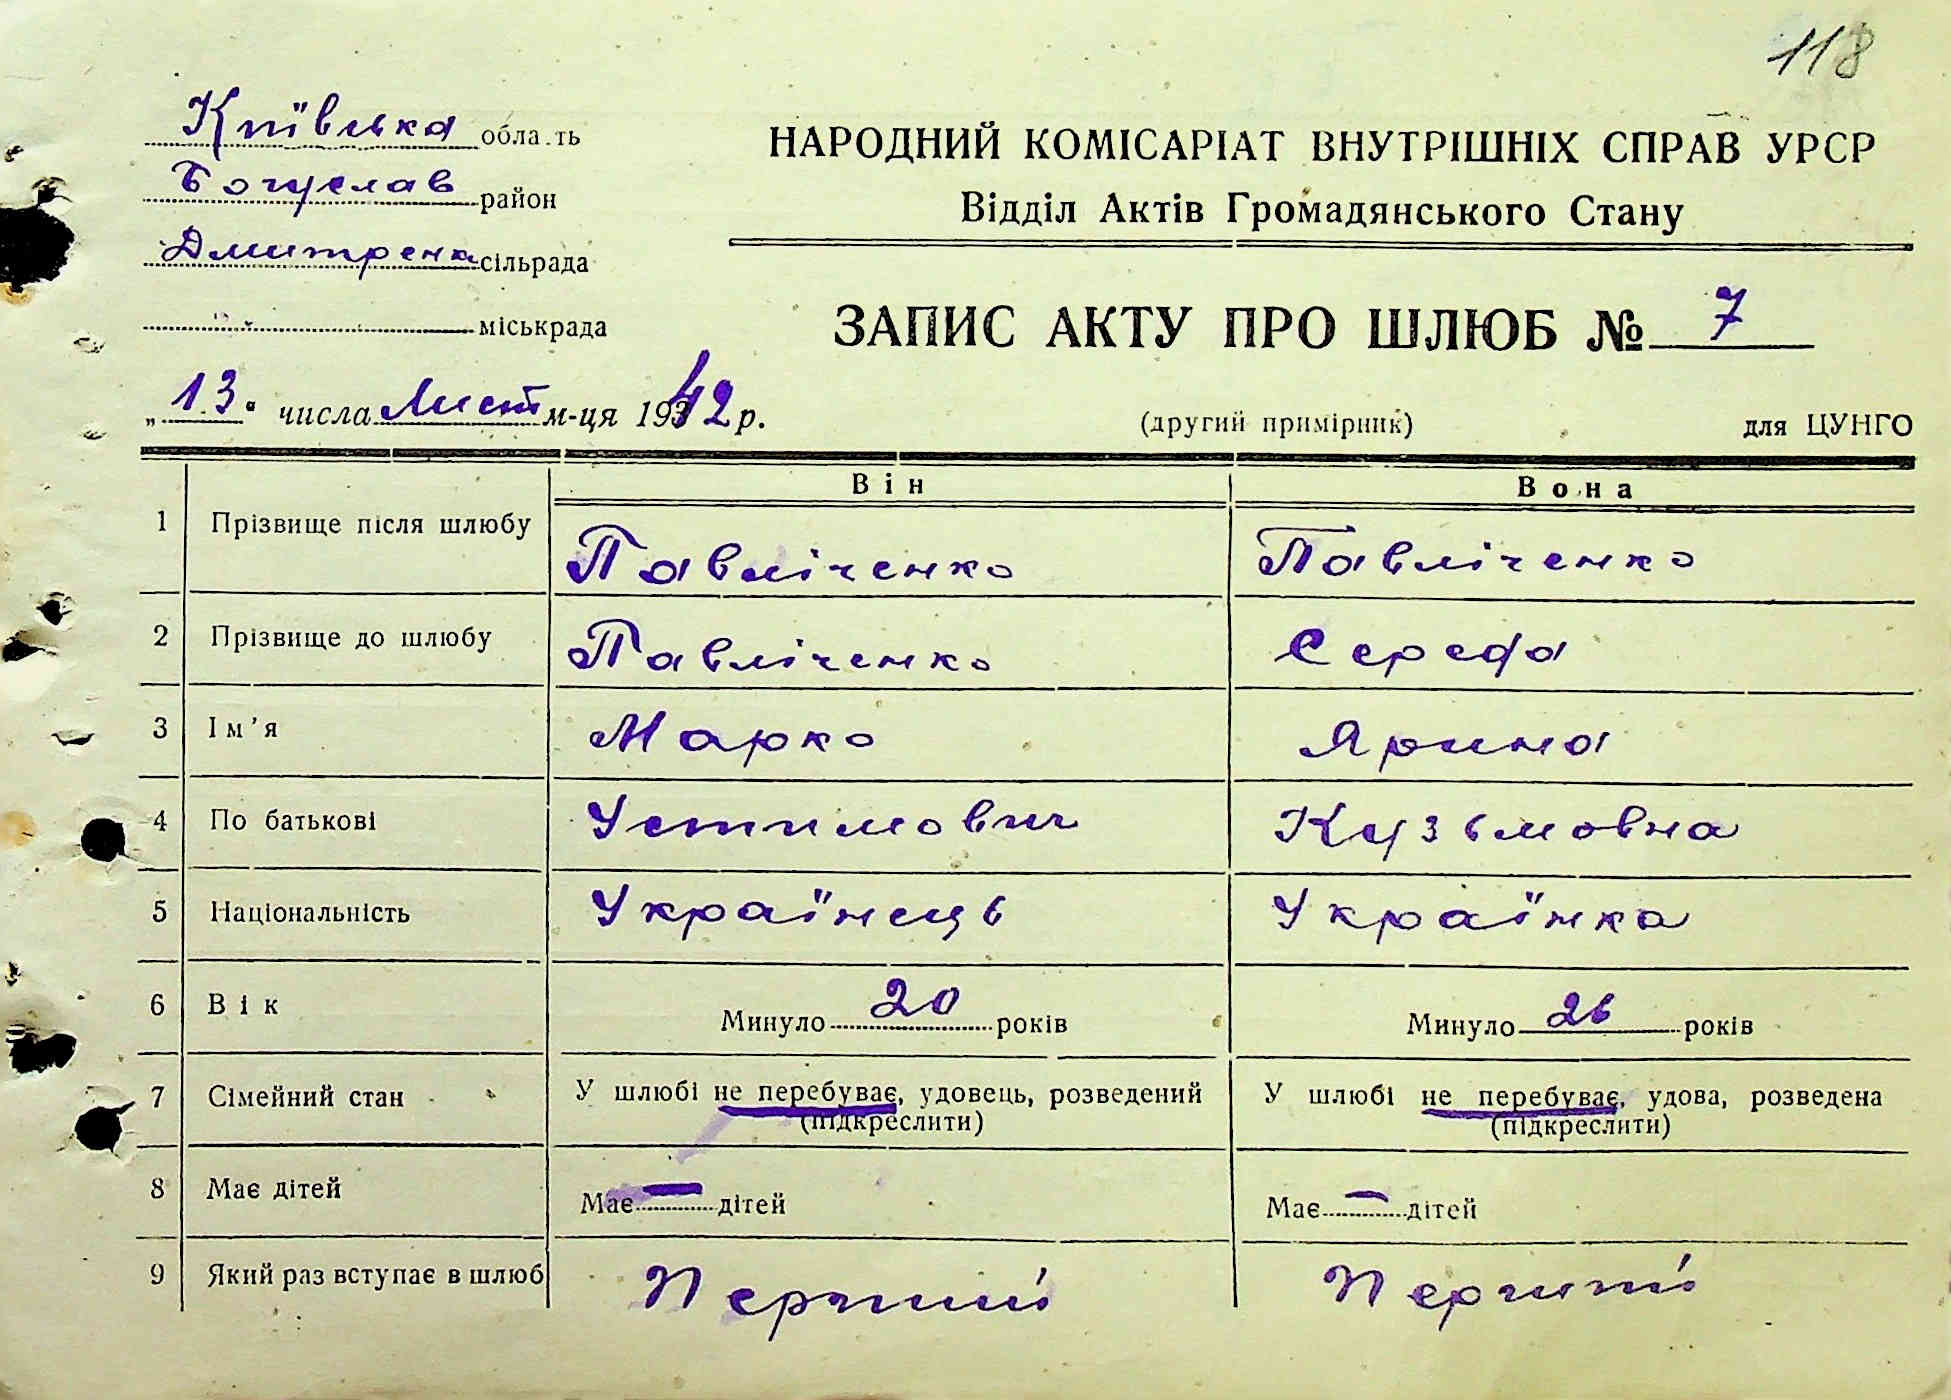 118
Київська область
Богуслав район
Дмитренк сільрада
міськрада
НАРОДНИЙ КОМІСАРІАТ ВНУТРІШНІХ СПРАВ УРСР
Відділ Актів Громадянського Стану
ЗАПИС АКТУ ПРО ШЛЮБ № 7
„13“ числа Лист м-ця 1942 р.
(другий примірник) для ЦУНГО
Він Вона
1 Прізвище після шлюбу Павліченко Павліченко
2 Прізвище до шлюбу Павліченко Середа
3 Ім'я Марко Ярина
4 По батькові Устимович Кузьмовна
5 Національність Українець Українка
6 Вік Минуло 20 років Минуло 26 років
7 Сімейний стан У шлюбі не перебуває, удовець, розведений У шлюбі не перебуває, удова, розведена
(підкреслити) (підкреслити)
8 Має дітей Має — дітей Має — дітей
9 Який раз вступає в шлюб Перший Перший